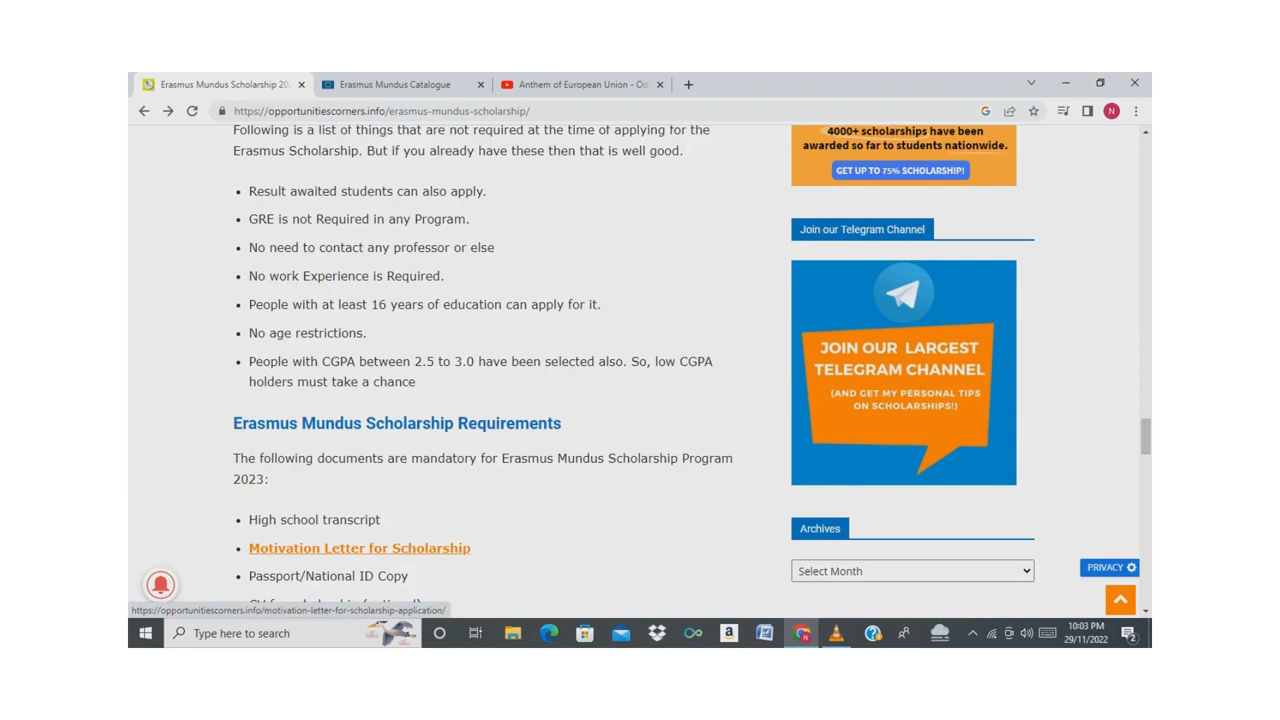 Erasmus Mundus Scholarship 202
Erasmus Mundus Catalogue
Anthem of European Union - Od
https://opportunitiescorners.info/erasmus-mundus-scholarship/
N
Following is a list of things that are not required at the time of applying for the
Erasmus Scholarship. But if you already have these then that is well good.
• Result awaited students can also apply.
• GRE is not Required in any Program.
• No need to contact any professor or else
• No work Experience is Required.
• People with at least 16 years of education can apply for it.
• No age restrictions.
• People with CGPA between 2.5 to 3.0 have been selected also. So, low CGPA
holders must take a chance
Erasmus Mundus Scholarship Requirements
The following documents are mandatory for Erasmus Mundus Scholarship Program
2023:
• High school transcript
• Motivation Letter for Scholarship
• Passport/National ID Copy
4000+ scholarships have been
awarded so far to students nationwide.
GET UP TO 75% SCHOLARSHIP!
Join our Telegram Channel
JOIN OUR LARGEST
TELEGRAM CHANNEL
(AND GET MY PERSONAL TIPS
ON SCHOLARSHIPS!)
Archives
Select Month
PRIVACY
https://opportunitiescorners.info/motivation-letter-for-scholarship-application/
Type here to search
10:03 PM
29/11/2022
2